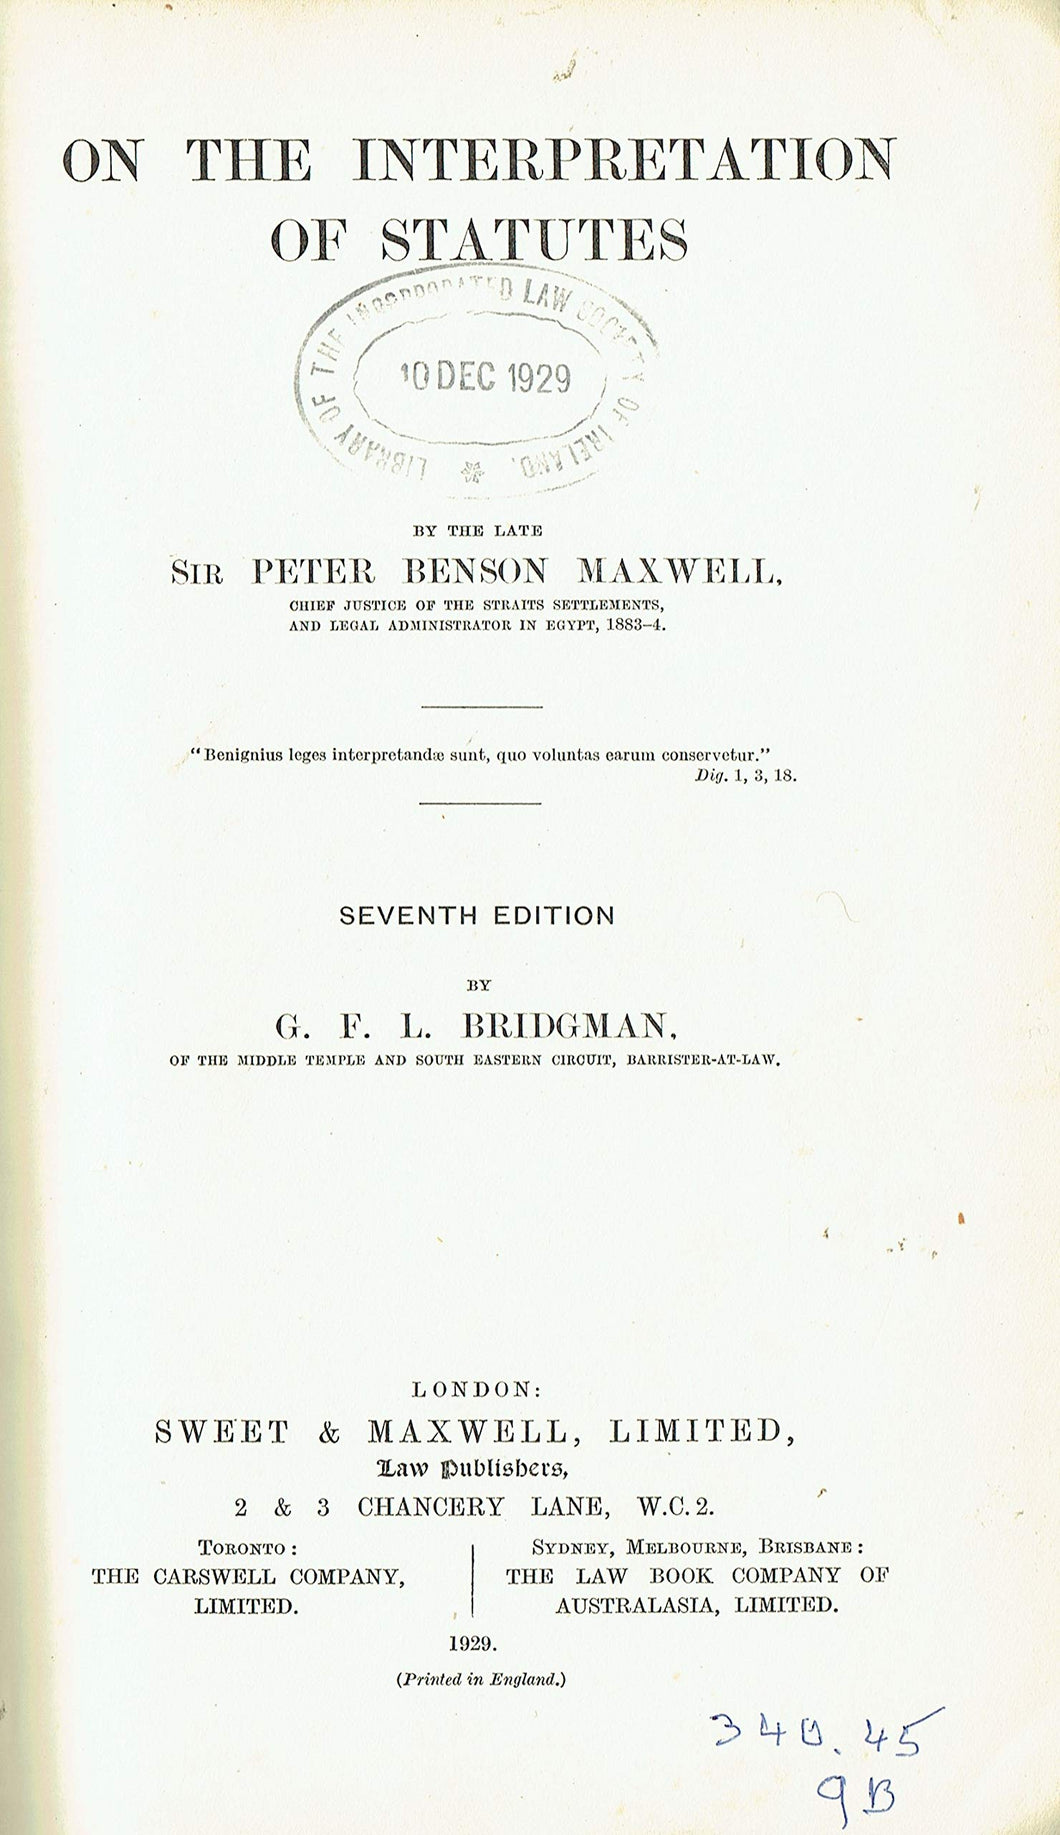 ON THE INTERPRETATION
OF STATUTES
LIBRARY OF THE INCORPORATED LAW SOCIETY OF IRELAND.
10 DEC 1929
BY THE LATE
SIR PETER BENSON MAXWELL,
CHIEF JUSTICE OF THE STRAITS SETTLEMENTS,
AND LEGAL ADMINISTRATOR IN EGYPT, 1883–4.
“Benignius leges interpretandæ sunt, quo voluntas earum conservetur.”
Dig. 1, 3, 18.
SEVENTH EDITION
BY
G. F. L. BRIDGMAN,
OF THE MIDDLE TEMPLE AND SOUTH EASTERN CIRCUIT, BARRISTER-AT-LAW.
LONDON:
SWEET & MAXWELL, LIMITED,
Law Publishers,
2 & 3 CHANCERY LANE, W.C. 2.
TORONTO:
THE CARSWELL COMPANY,
LIMITED.
SYDNEY, MELBOURNE, BRISBANE:
THE LAW BOOK COMPANY OF
AUSTRALASIA, LIMITED.
1929.
(Printed in England.)
340.45
9B